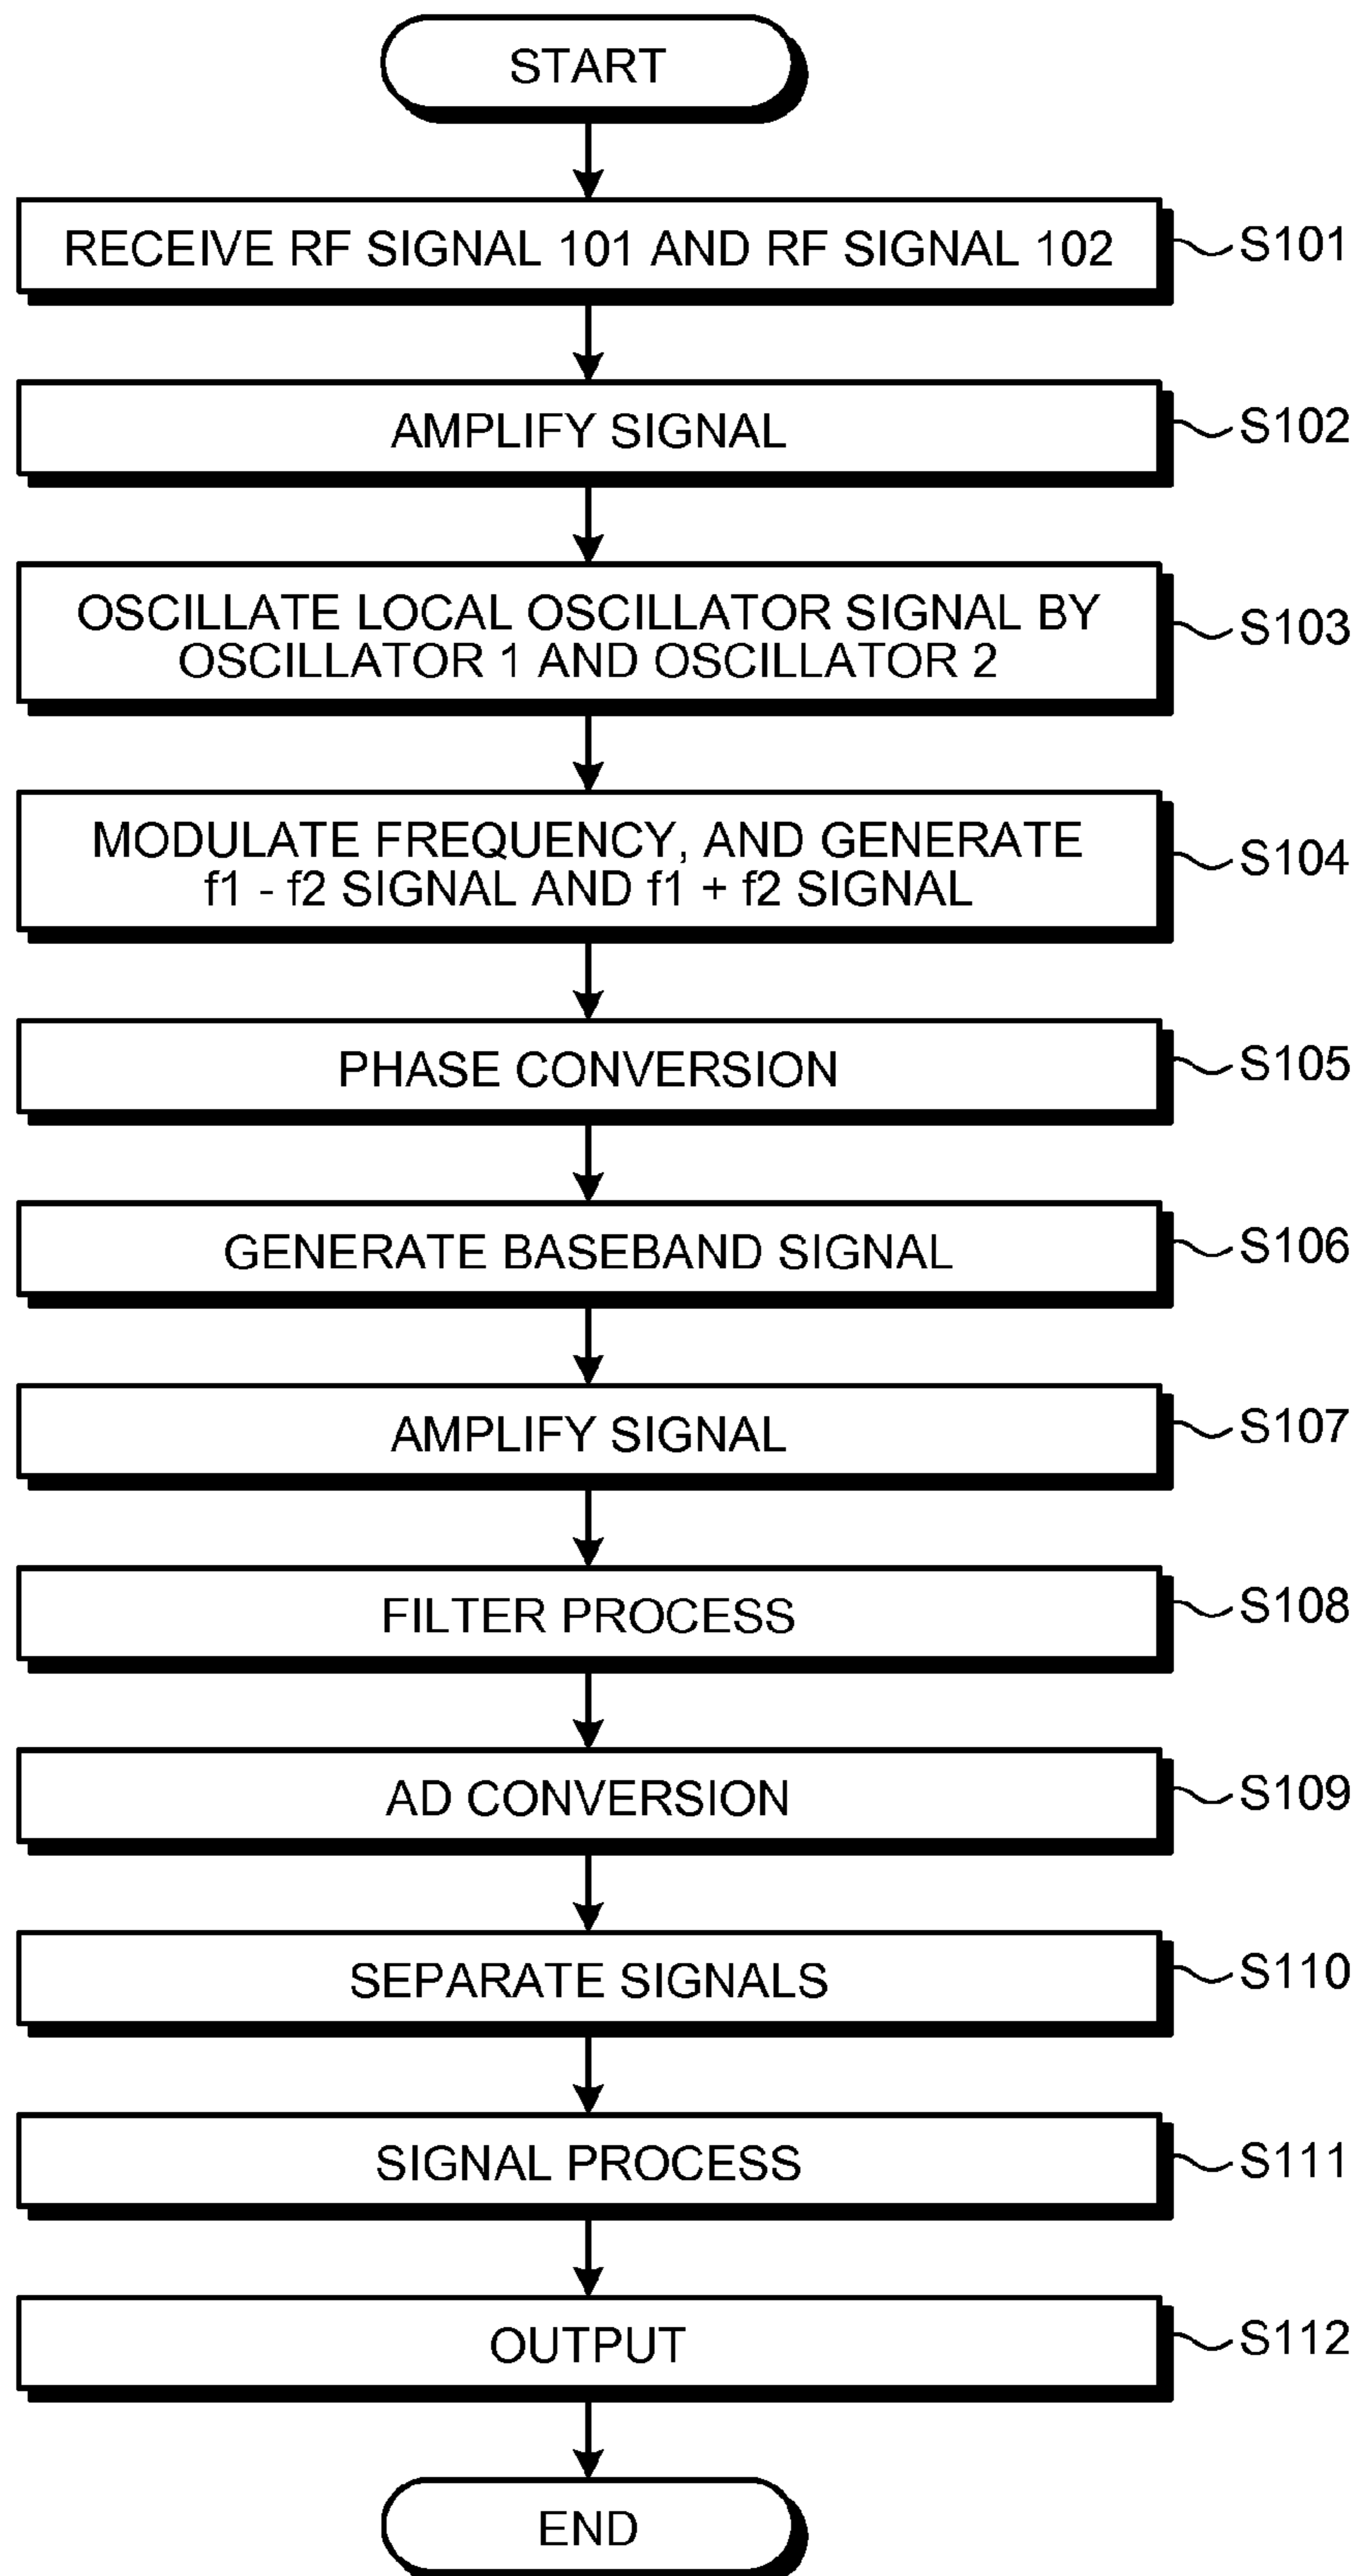 START
RECEIVE RF SIGNAL 101 AND RF SIGNAL 102
S101
AMPLIFY SIGNAL
S102
OSCILLATE LOCAL OSCILLATOR SIGNAL BY
OSCILLATOR 1 AND OSCILLATOR 2
S103
MODULATE FREQUENCY, AND GENERATE
f1 - f2 SIGNAL AND f1 + f2 SIGNAL
S104
PHASE CONVERSION
S105
GENERATE BASEBAND SIGNAL
S106
AMPLIFY SIGNAL
S107
FILTER PROCESS
S108
AD CONVERSION
S109
SEPARATE SIGNALS
S110
SIGNAL PROCESS
S111
OUTPUT
S112
END